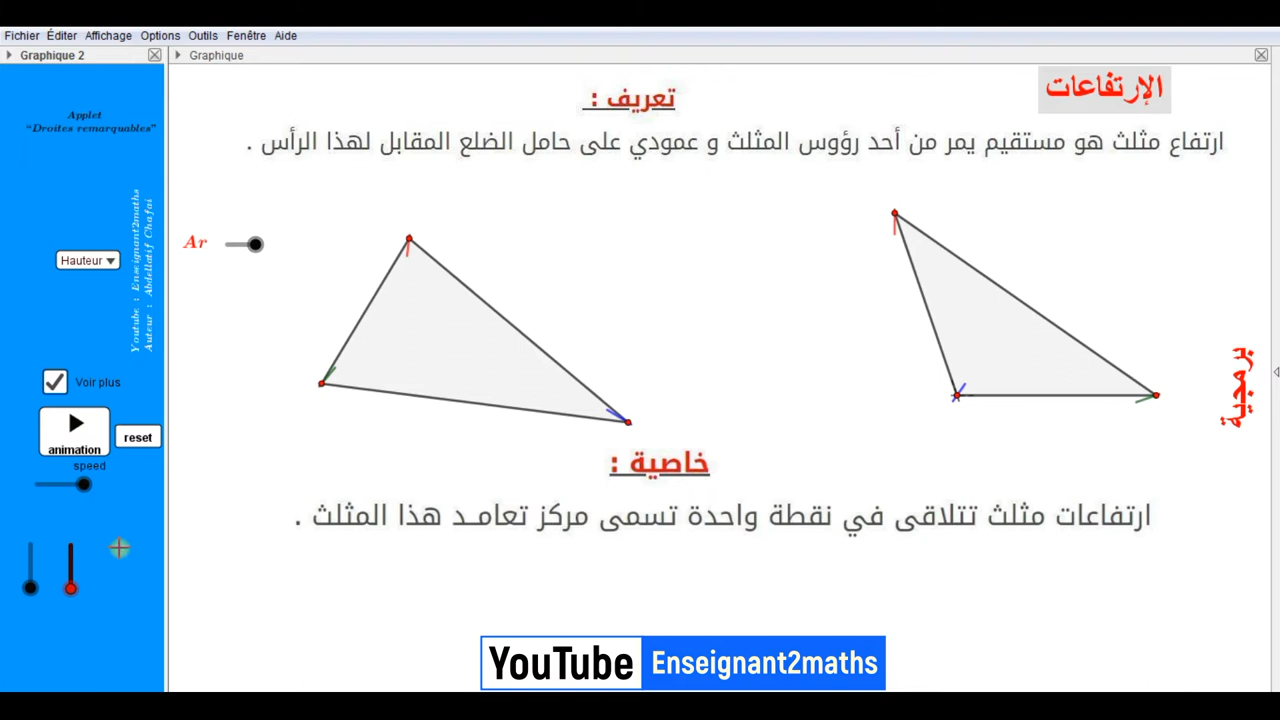 Fichier Éditer Affichage Options Outils Fenêtre Aide
Graphique 2
Graphique
Applet
“Droites remarquables”
Youtube : Enseignant2maths
Auteur : Abdellatif Chafai
Hauteur
Voir plus
animation
reset
speed
الإرتفاعات
تعريف :
ارتفاع مثلث هو مستقيم يمر من أحد رؤوس المثلث و عمودي على حامل الضلع المقابل لهذا الرأس .
Ar
برمجية
خاصية :
ارتفاعات مثلث تتلاقى في نقطة واحدة تسمى مركز تعامـد هذا المثلث .
YouTube Enseignant2maths